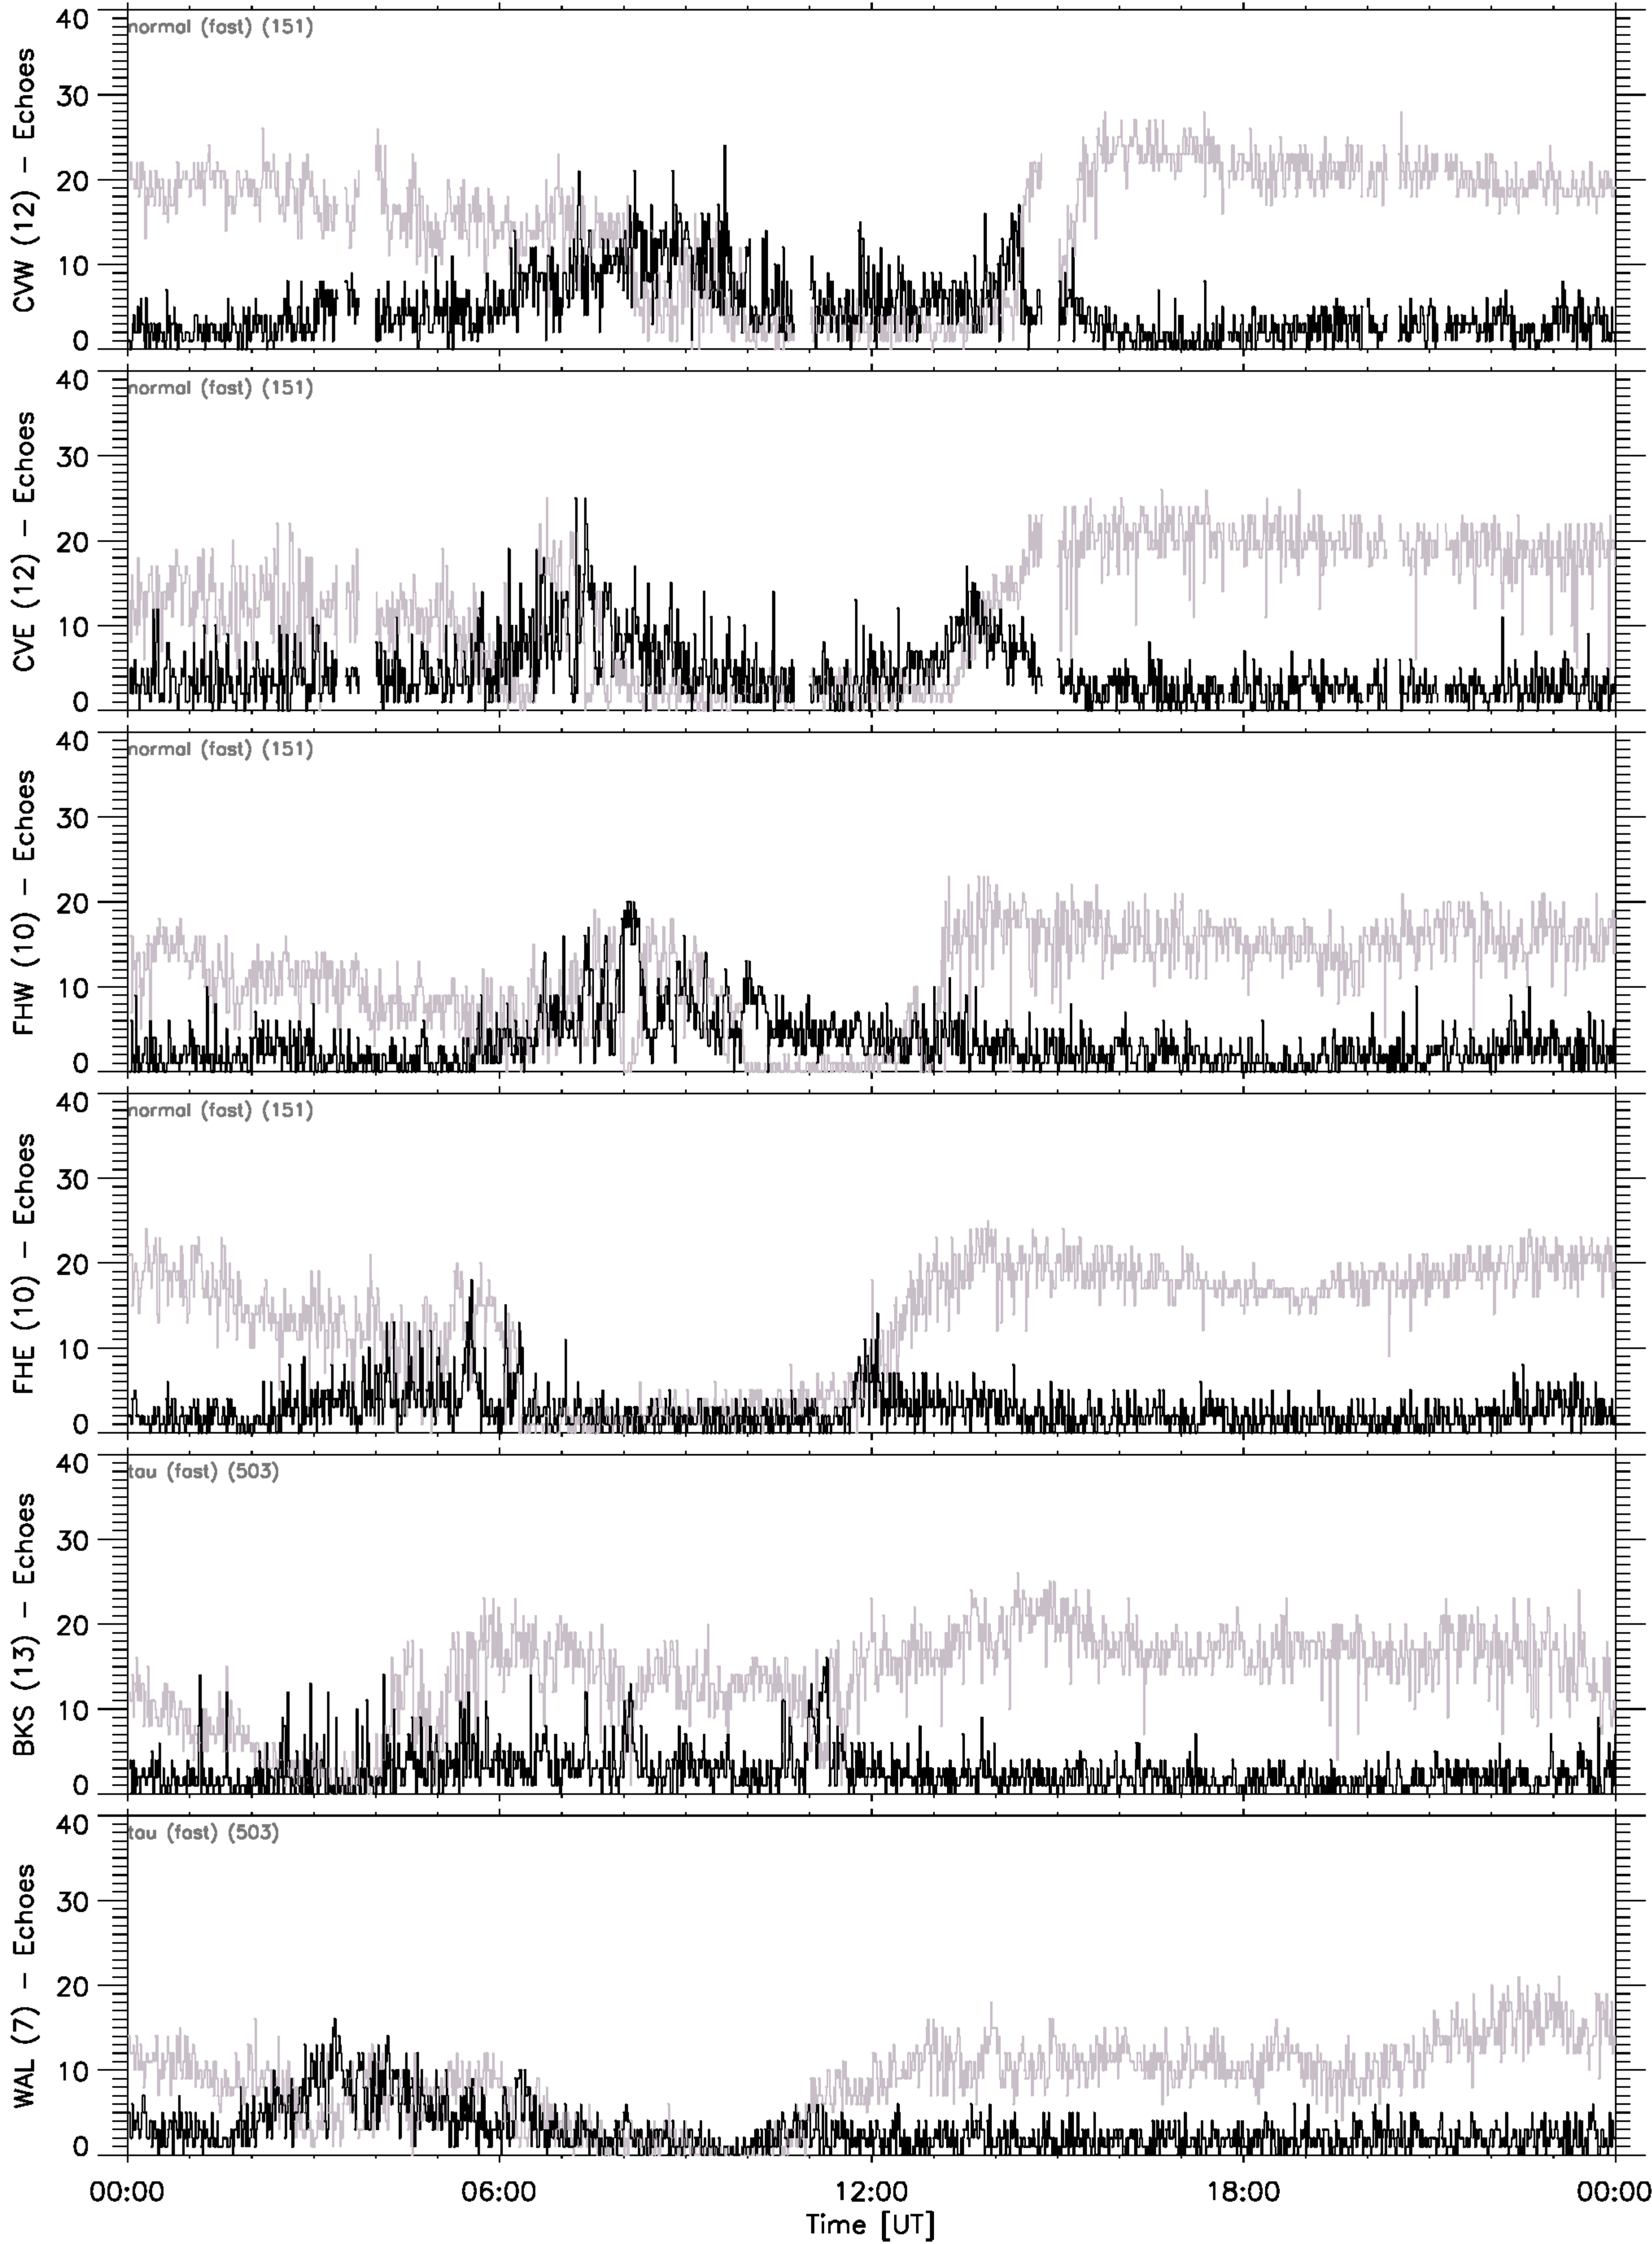 CVW (12) - Echoes
40
30
20
10
0
normal (fast) (151)
CVE (12) - Echoes
40
30
20
10
0
normal (fast) (151)
FHW (10) - Echoes
40
30
20
10
0
normal (fast) (151)
FHE (10) - Echoes
40
30
20
10
0
normal (fast) (151)
BKS (13) - Echoes
40
30
20
10
0
tau (fast) (503)
WAL (7) - Echoes
40
30
20
10
0
tau (fast) (503)
00:00 06:00 12:00 18:00 00:00
Time [UT]